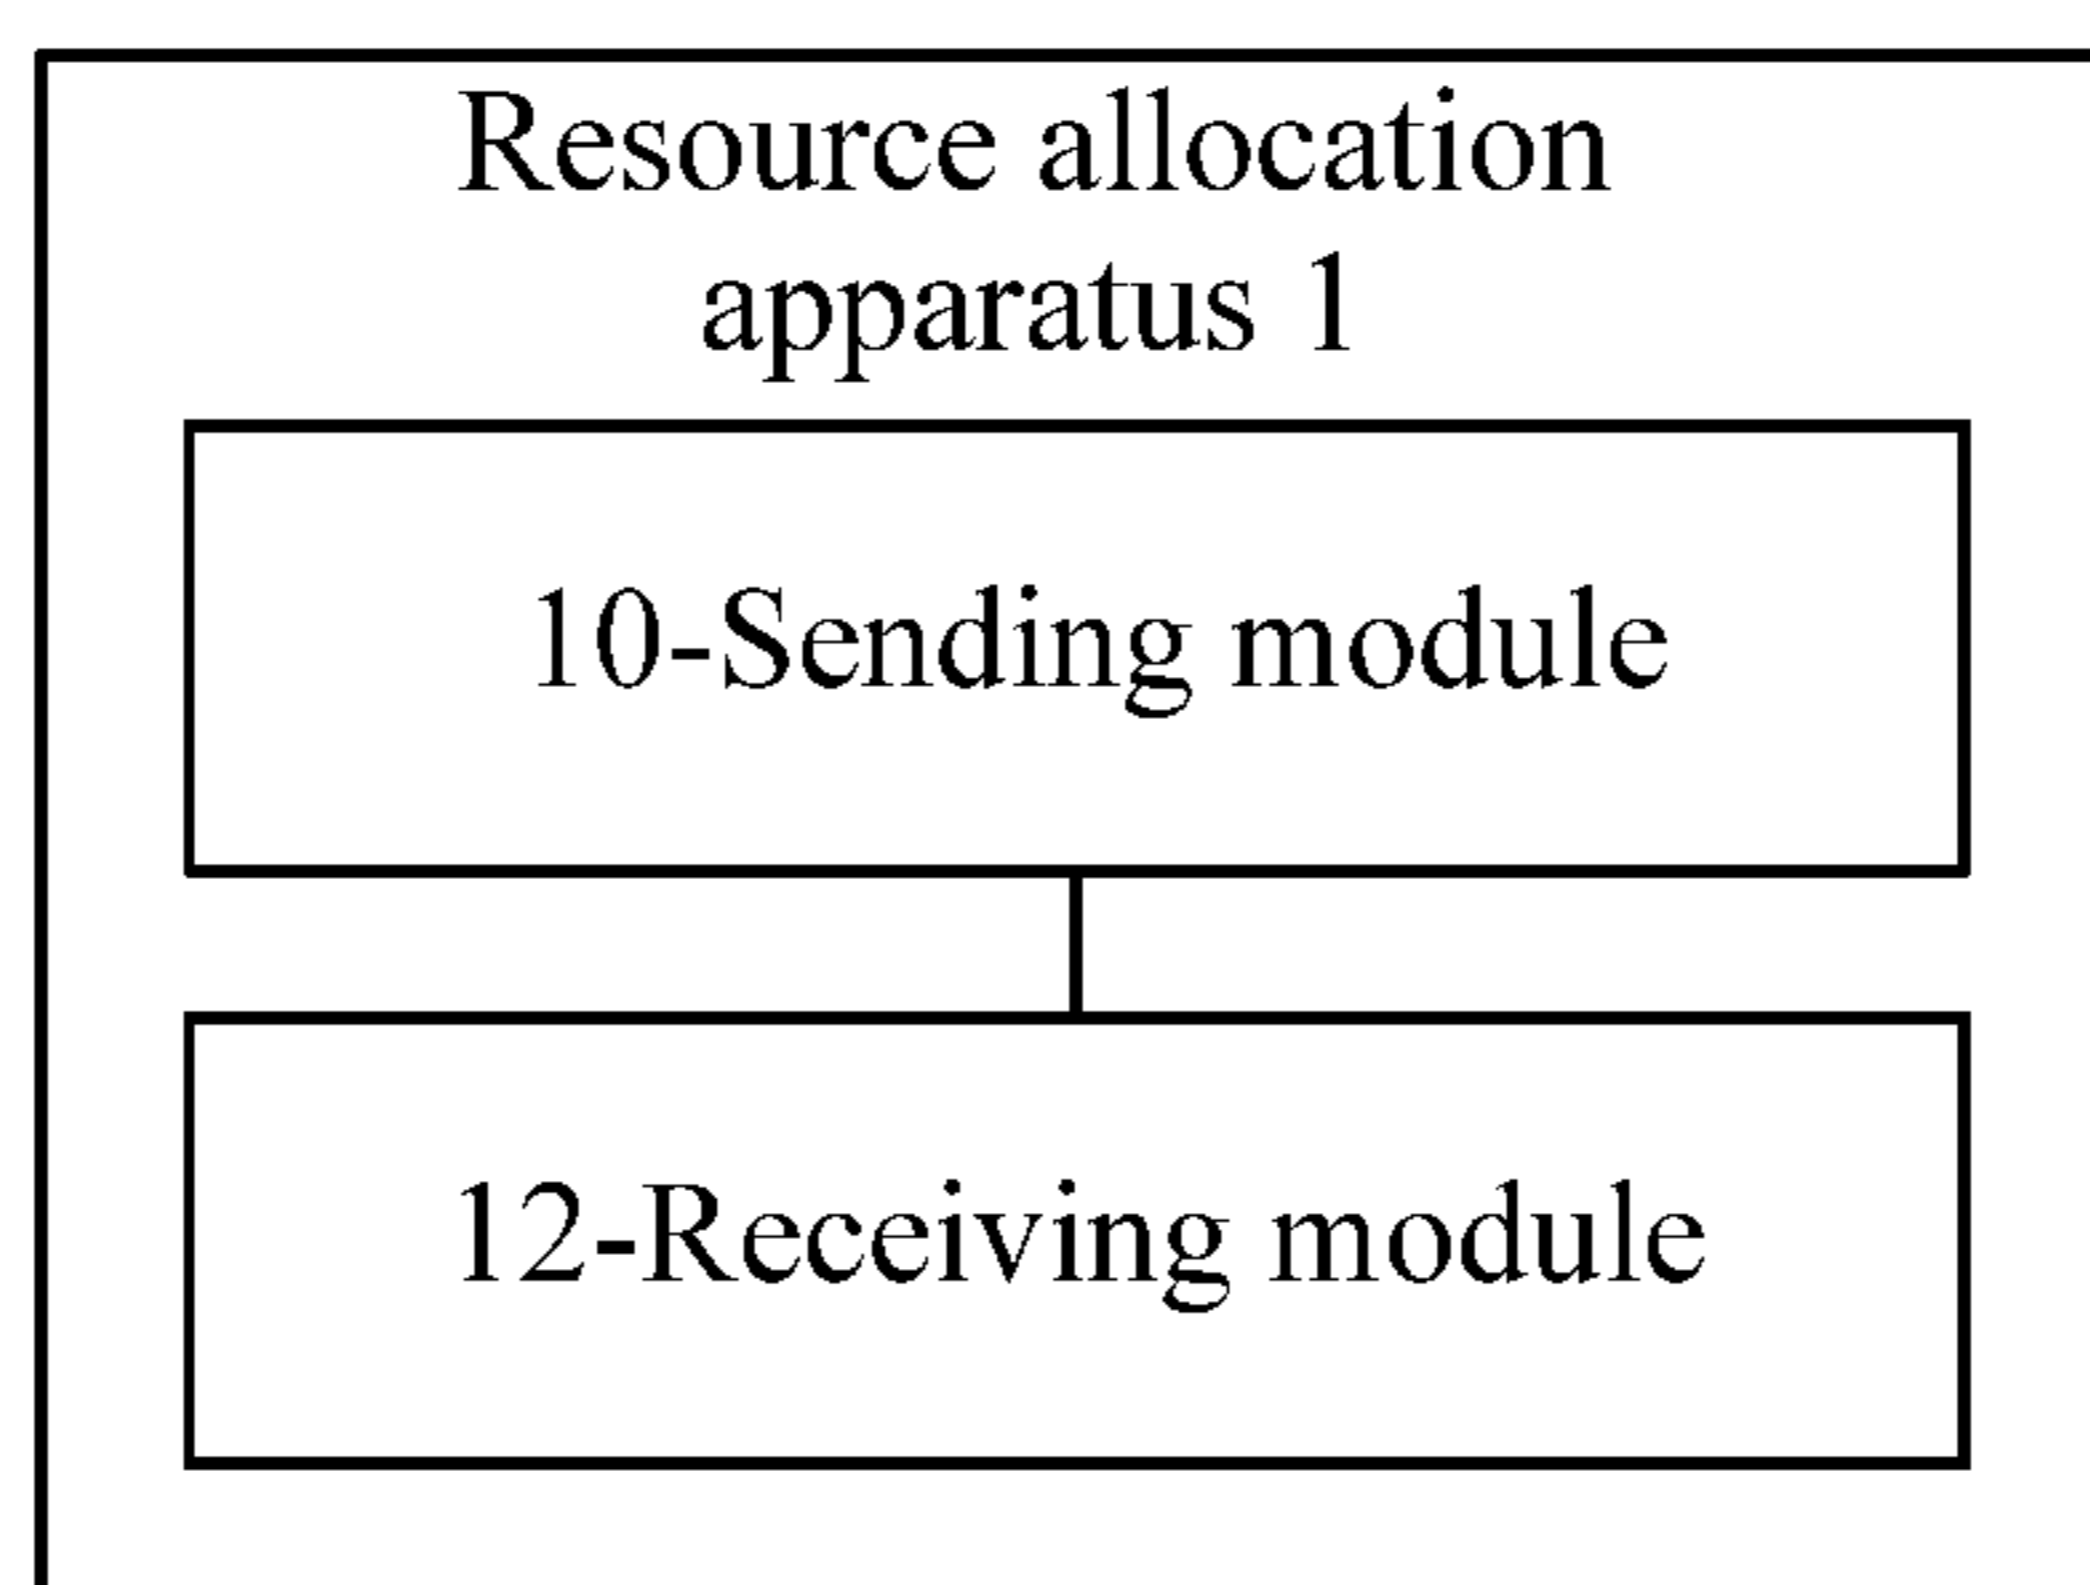 Resource allocation
apparatus 1
10-Sending module
12-Receiving module